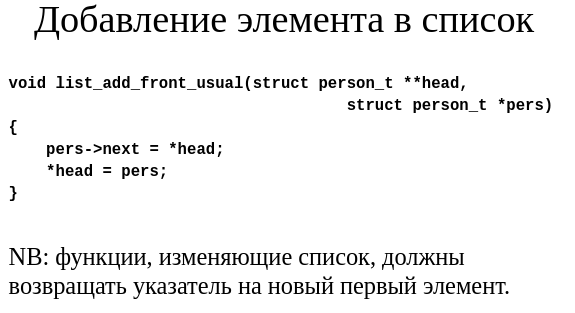 Добавление элемента в список
void list_add_front_usual(struct person_t **head,
struct person_t *pers)
{
pers->next = *head;
*head = pers;
}
NB: функции, изменяющие список, должны
возвращать указатель на новый первый элемент.